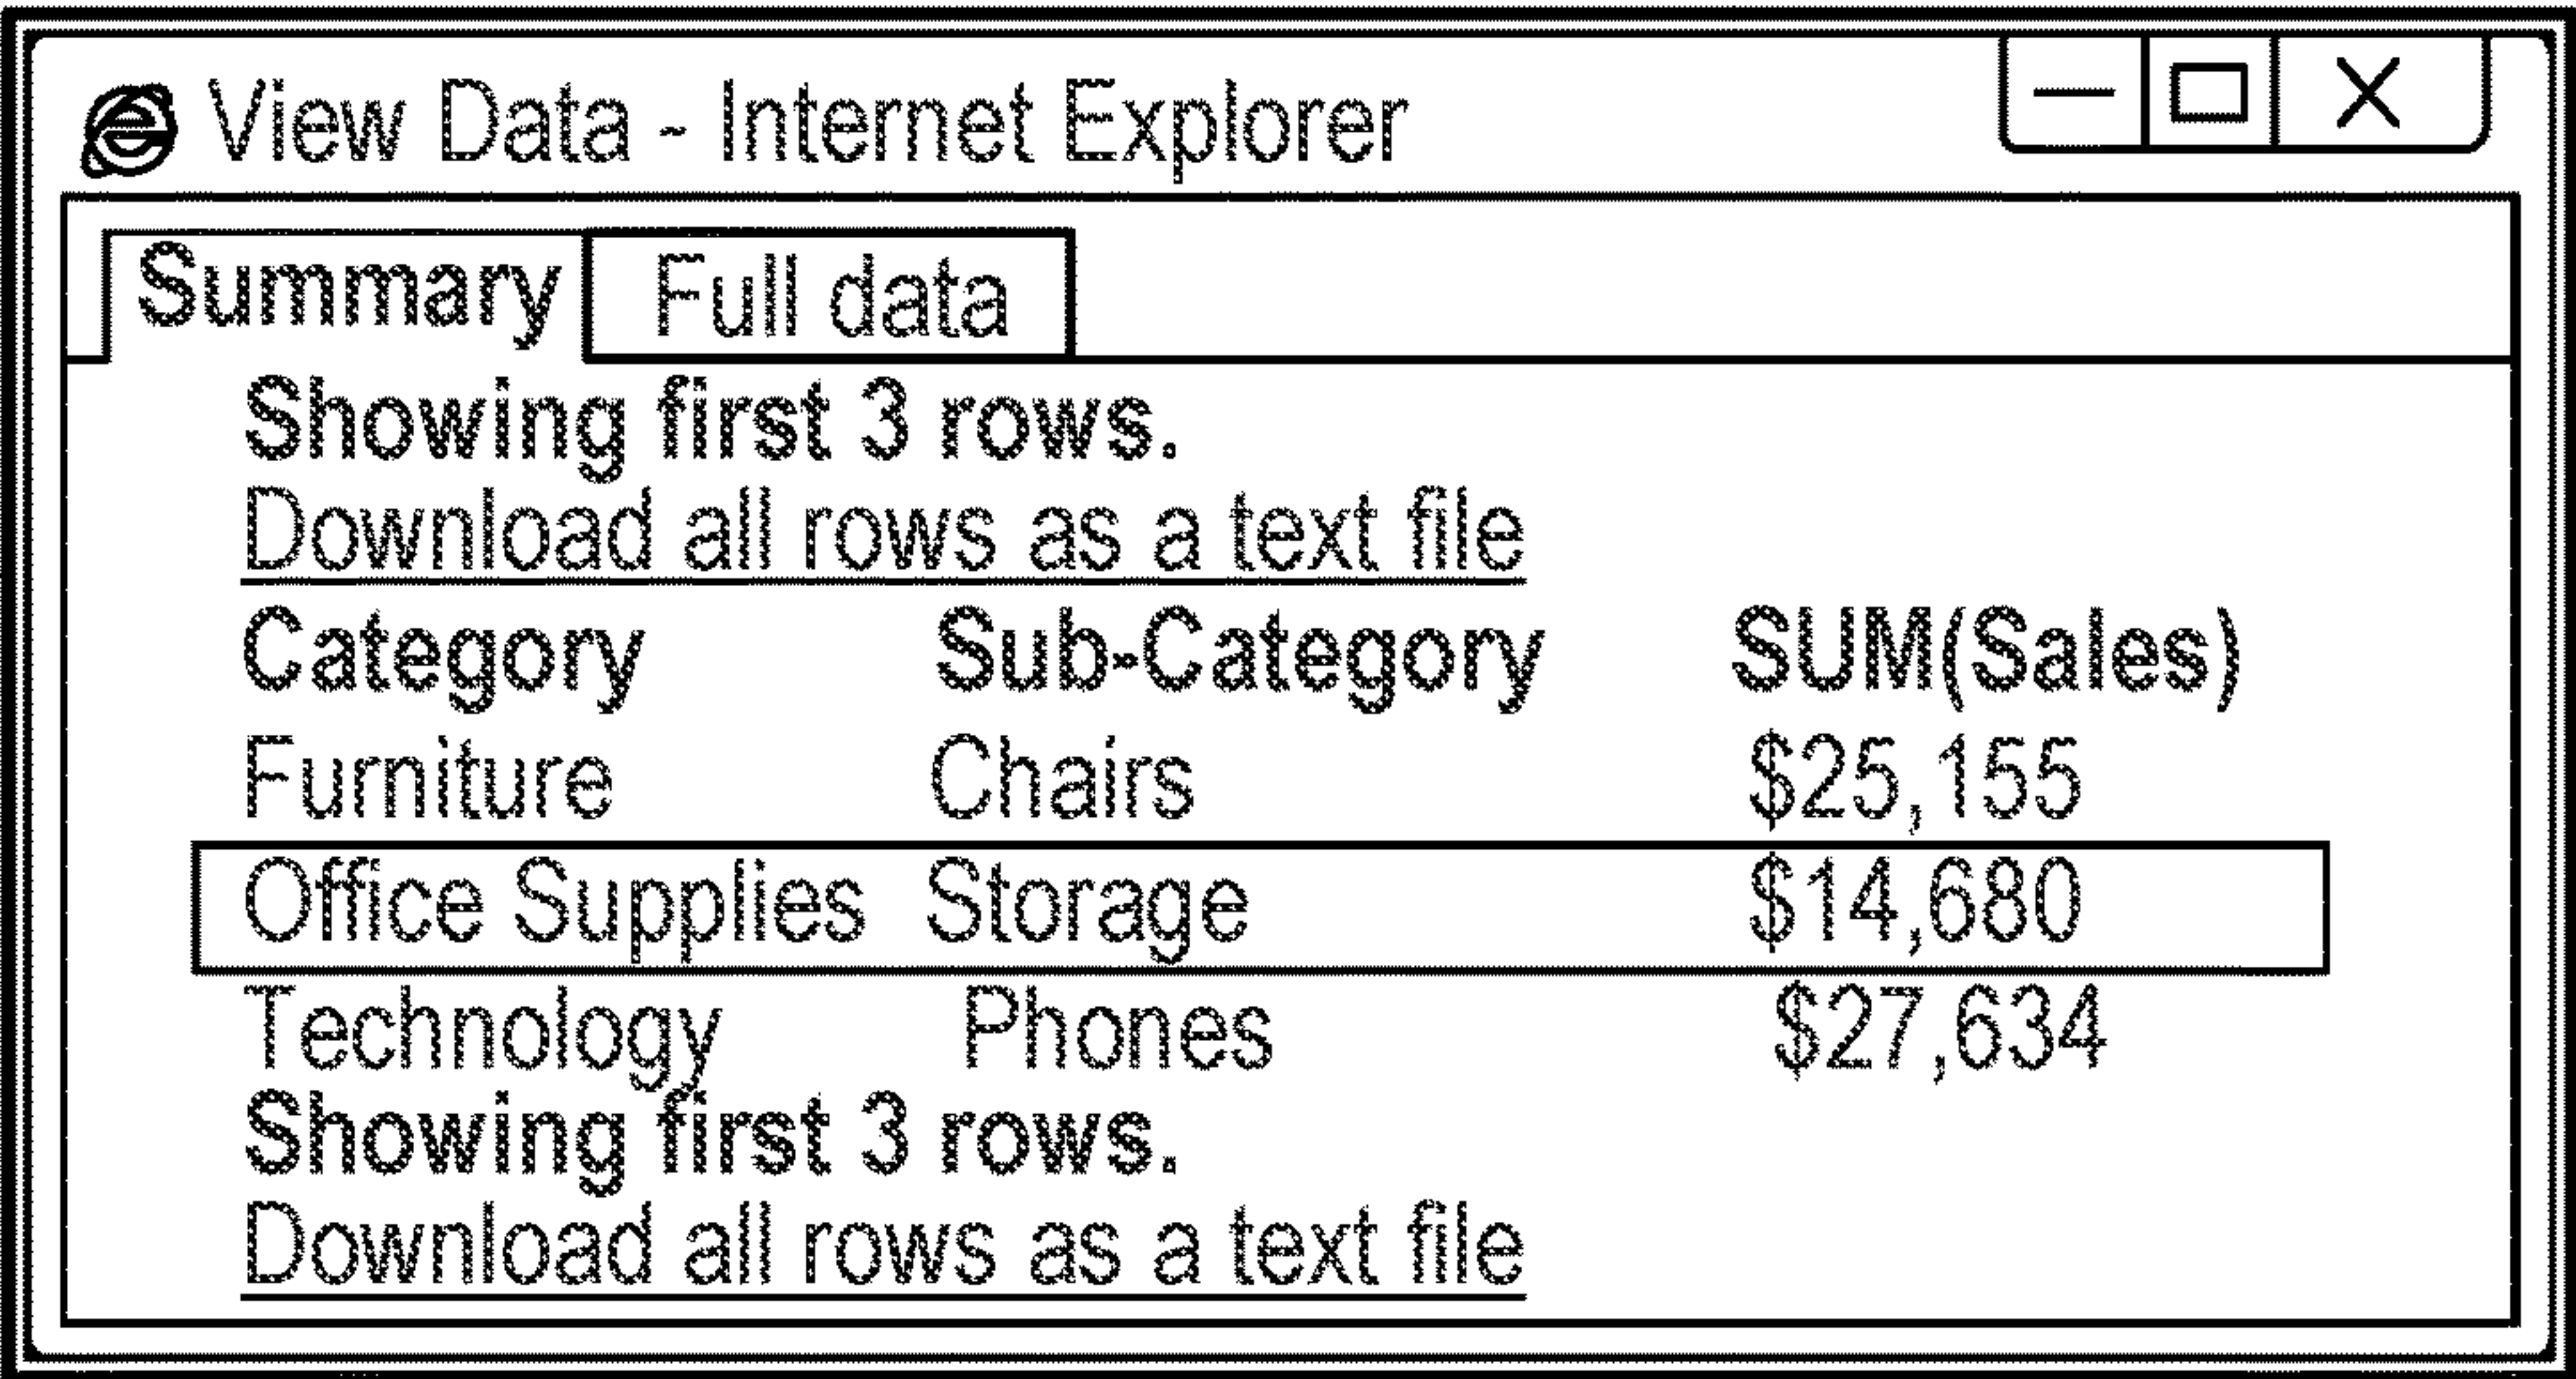 View Data - Internet Explorer
Summary Full data
Showing first 3 rows.
Download all rows as a text file
Category Sub-Category SUM(Sales)
Furniture Chairs $25,155
Office Supplies Storage $14,680
Technology Phones $27,634
Showing first 3 rows.
Download all rows as a text file